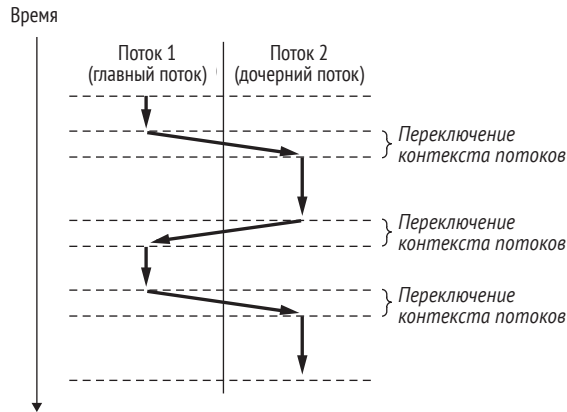 Время
Поток 1
(главный поток)
Поток 2
(дочерний поток)
Переключение
контекста потоков
Переключение
контекста потоков
Переключение
контекста потоков